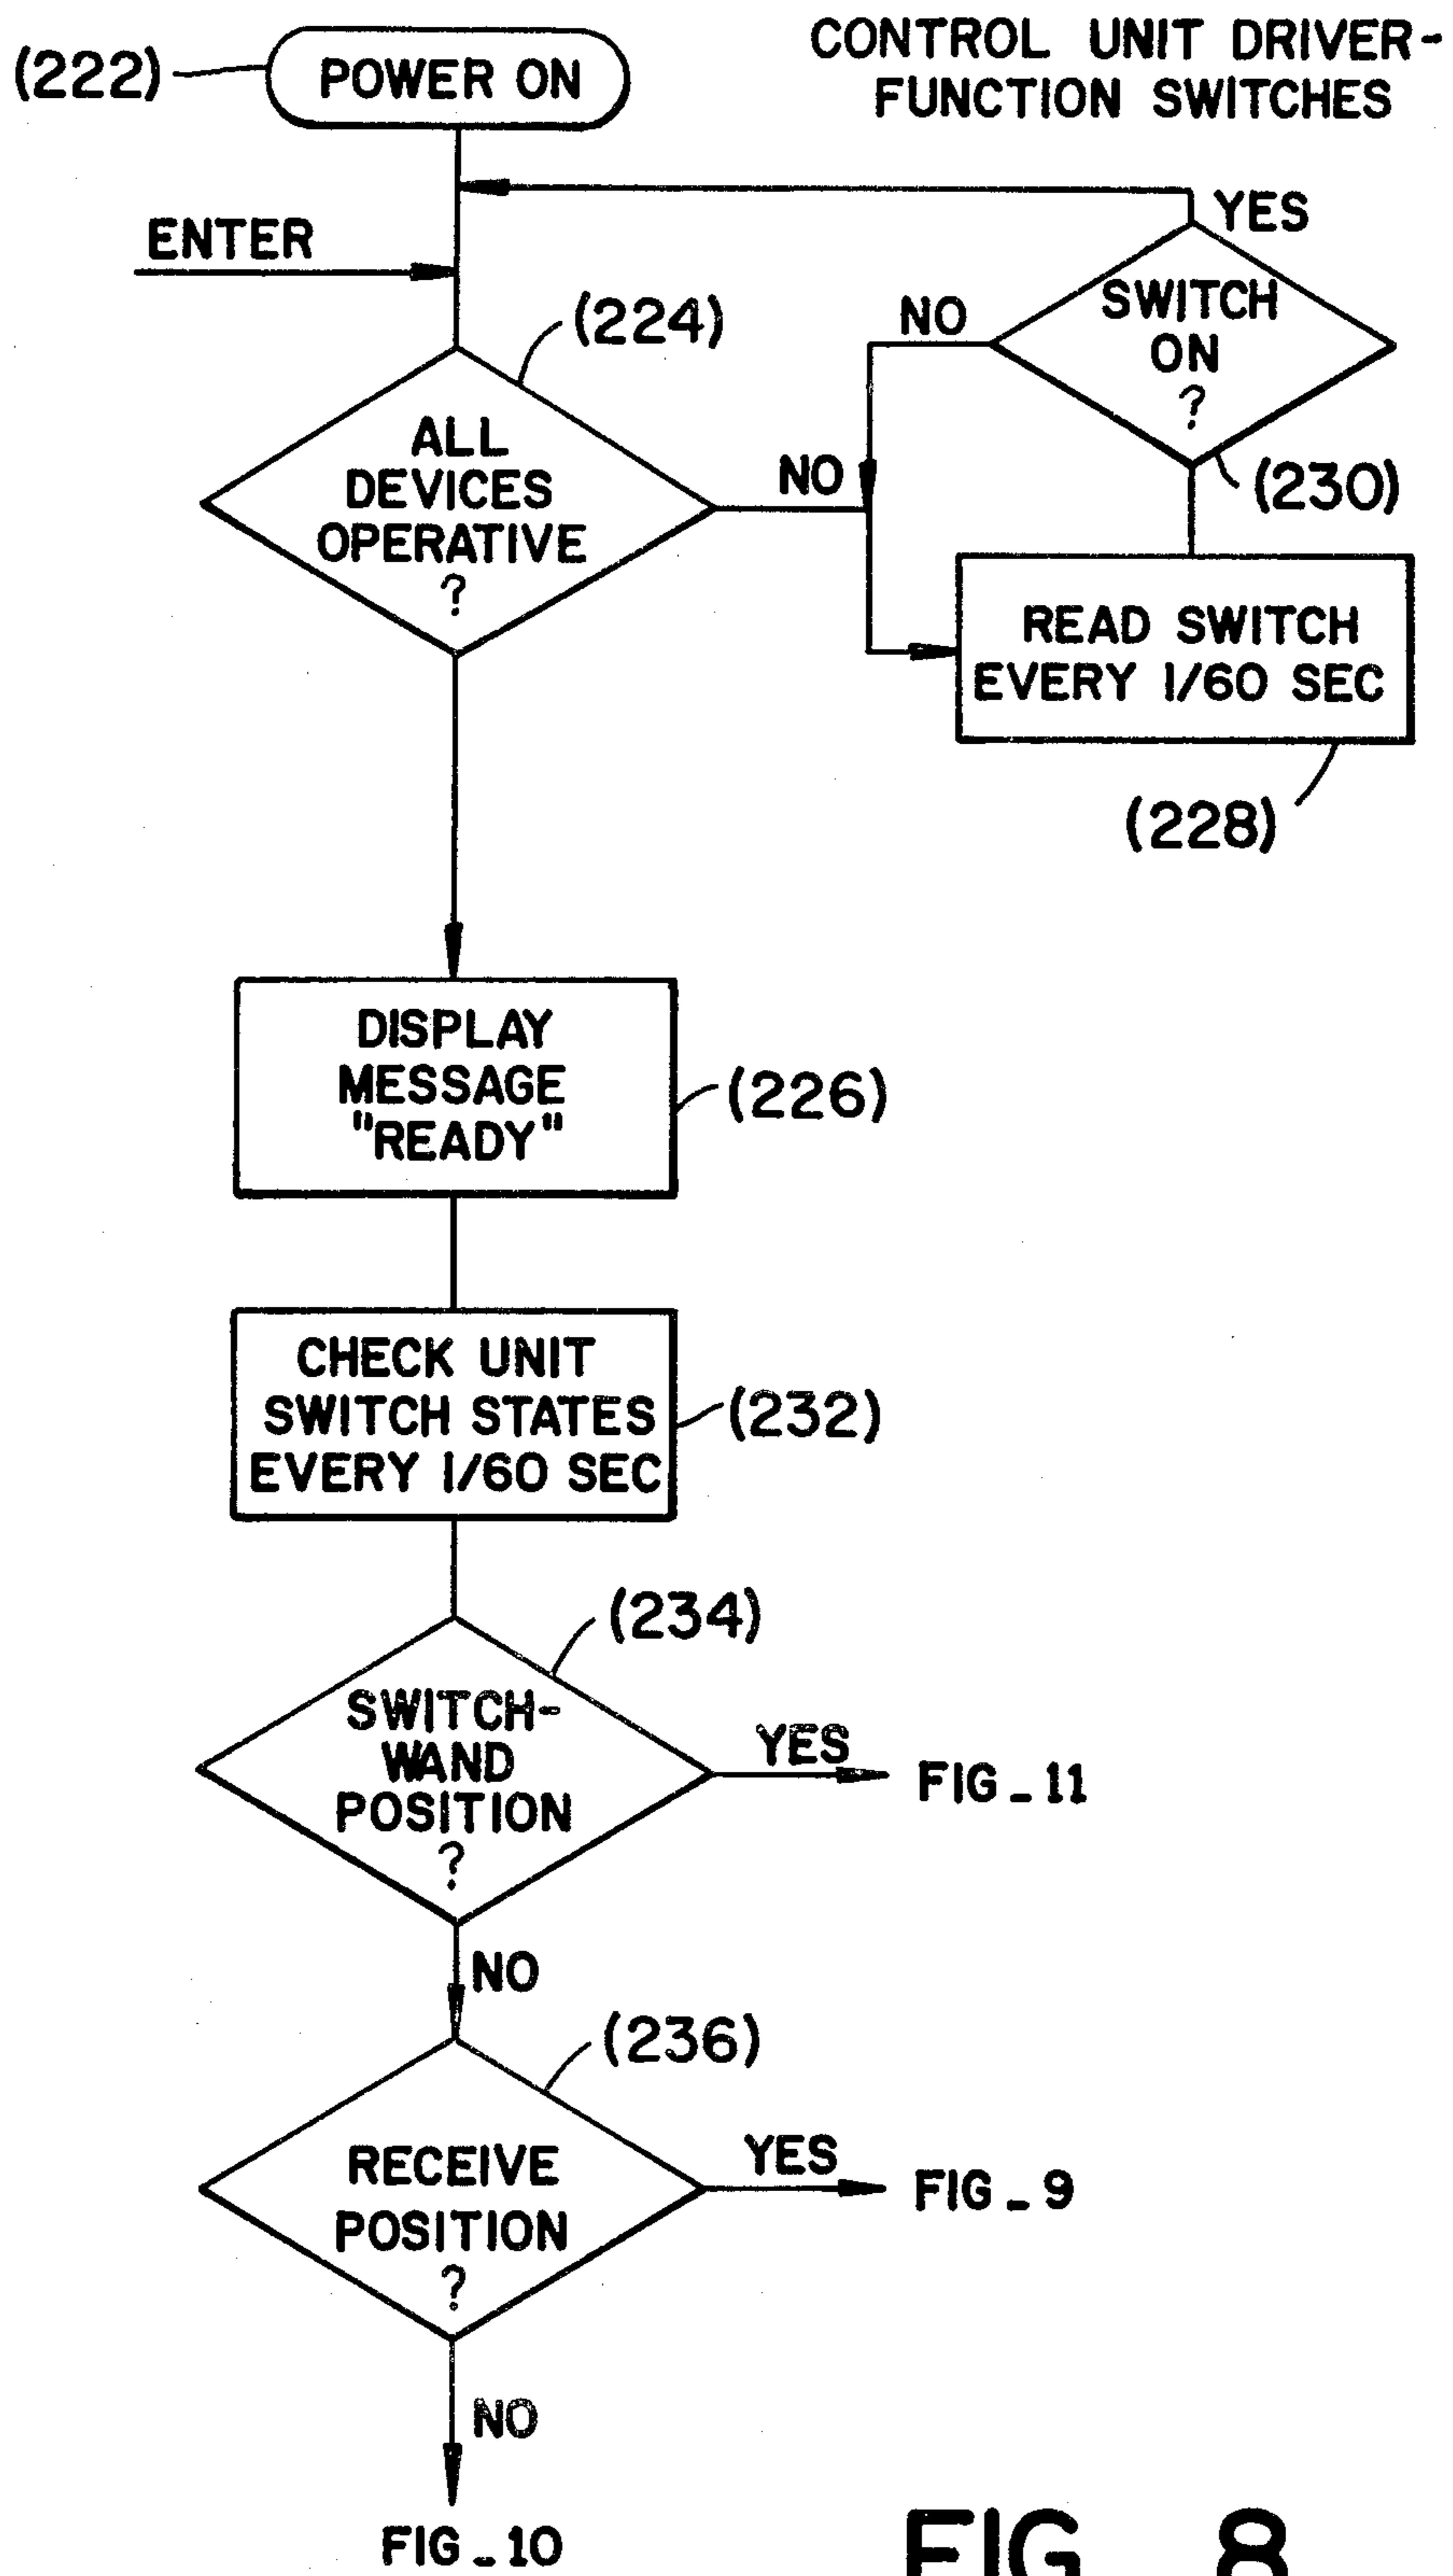 CONTROL UNIT DRIVER-
FUNCTION SWITCHES
(222)
POWER ON
ENTER
YES
SWITCH
ON
?
NO
(230)
(224)
ALL
DEVICES
OPERATIVE
?
NO
READ SWITCH
EVERY 1/60 SEC
(228)
DISPLAY
MESSAGE
"READY"
(226)
CHECK UNIT
SWITCH STATES
EVERY 1/60 SEC
(232)
(234)
SWITCH-
WAND
POSITION
?
YES
FIG_11
NO
(236)
RECEIVE
POSITION
?
YES
FIG_9
NO
FIG_10
FIG_8